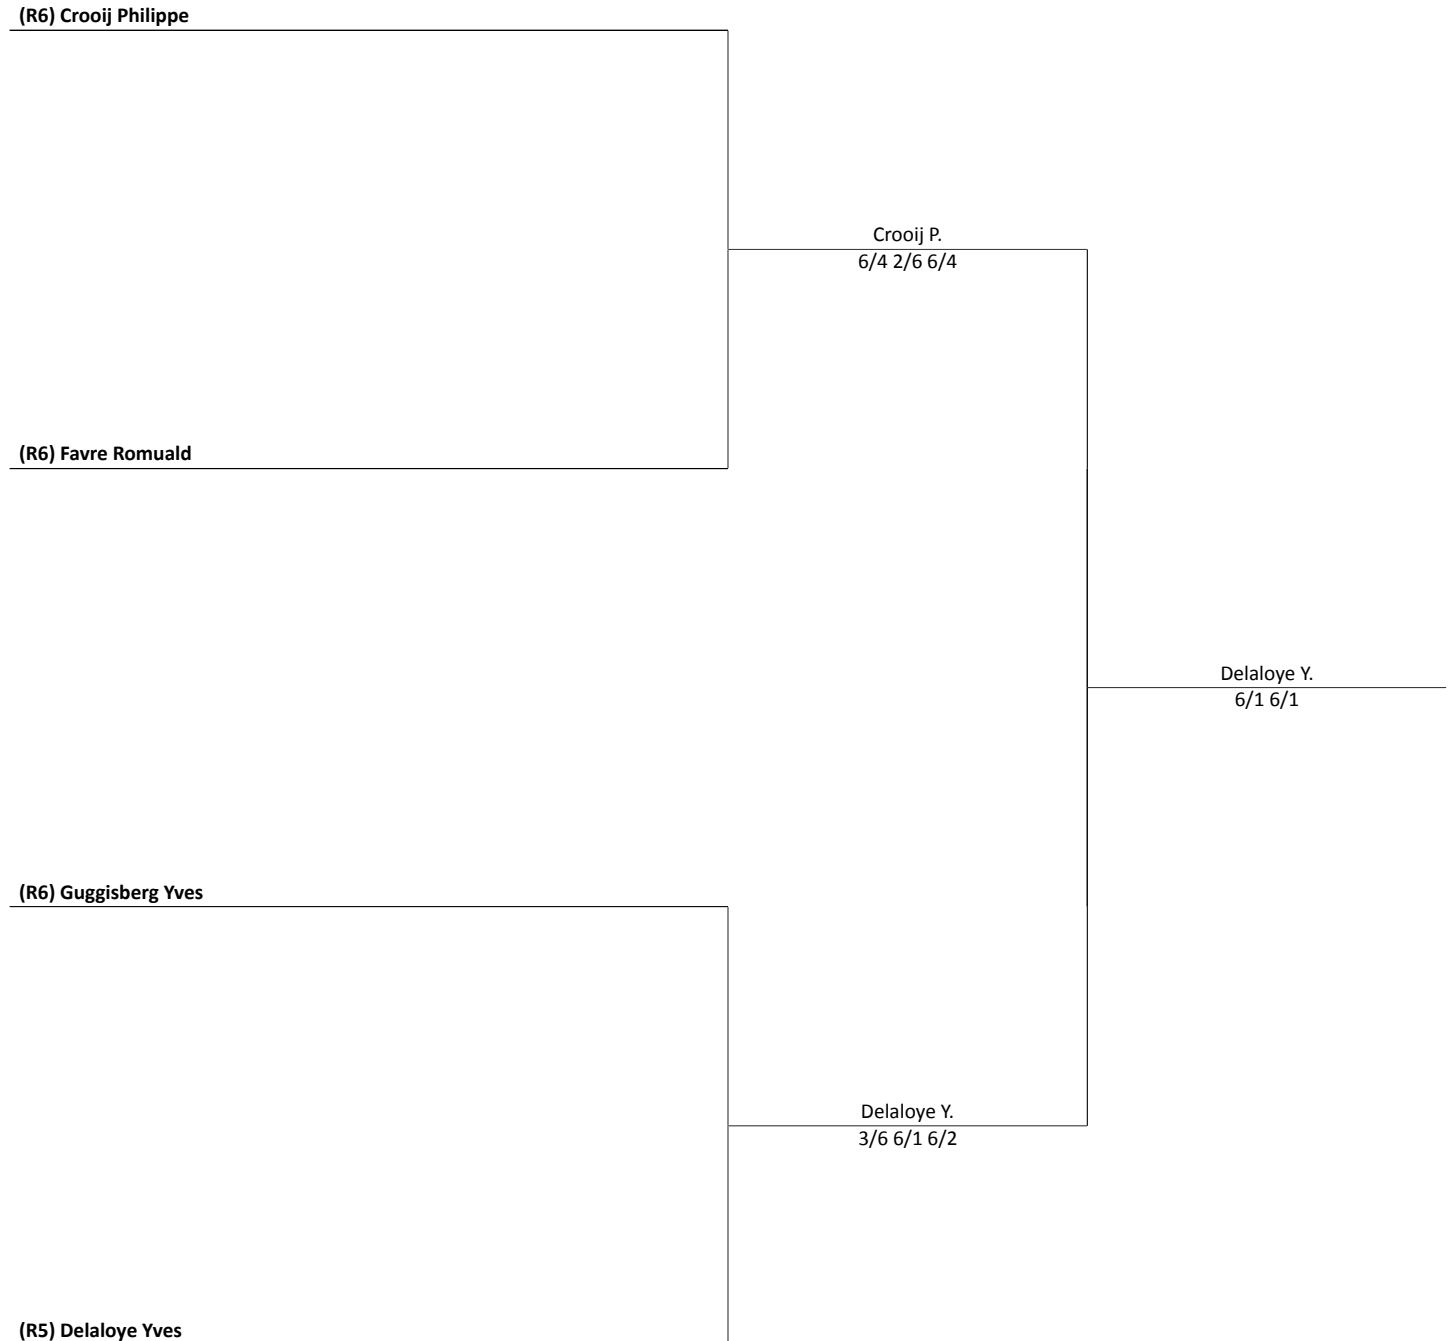 (R6) Crooij Philippe
Crooij P.
6/4 2/6 6/4
(R6) Favre Romuald
Delaloye Y.
6/1 6/1
(R6) Guggisberg Yves
Delaloye Y.
3/6 6/1 6/2
(R5) Delaloye Yves